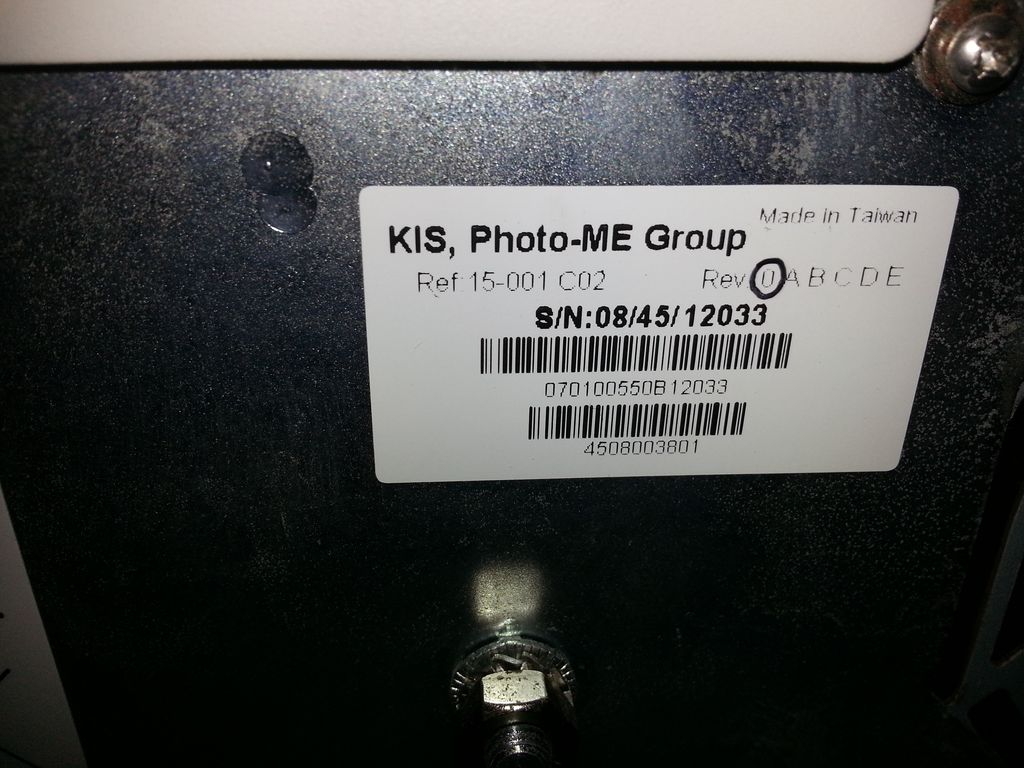 Made in Taiwan
KIS, Photo-ME Group
Ref:15-001 C02 Rev: 0 A B C D E
S/N:08/45/12033
070100550B12033
4508003801